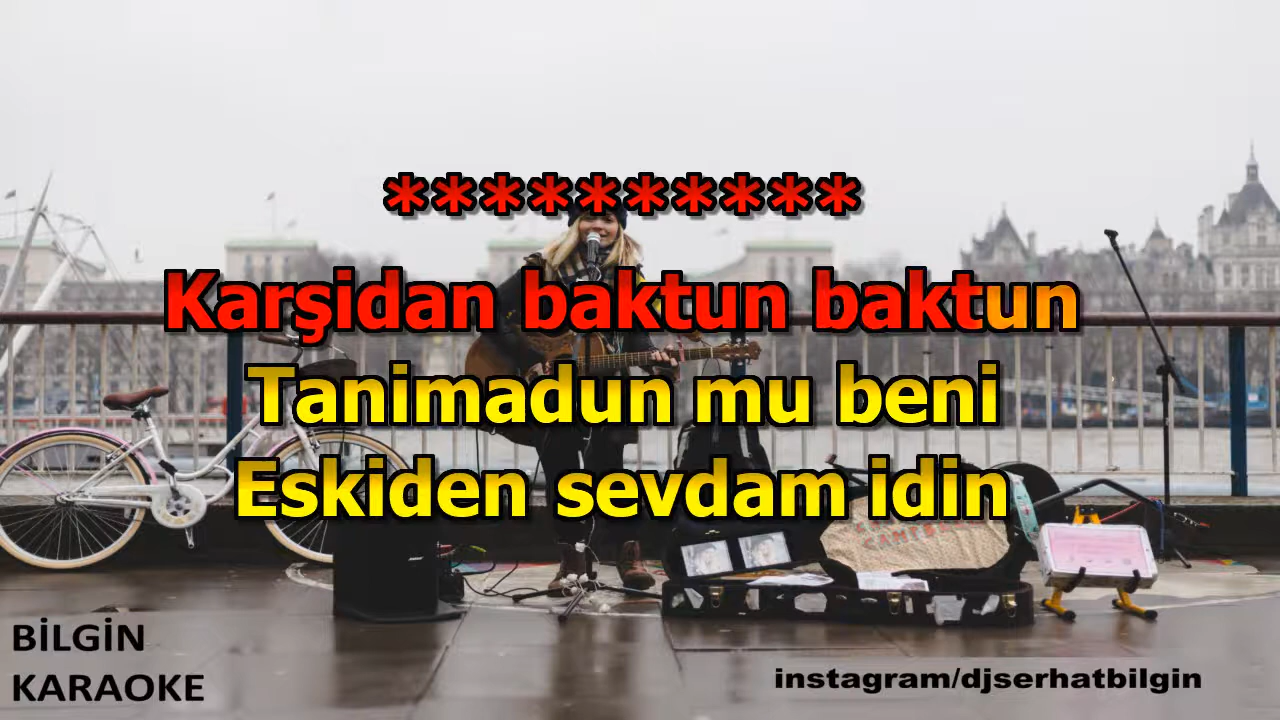 **********
Karşidan baktun baktun
Tanimadun mu beni
Eskiden sevdam idin
BİLGİN
KARAOKE
instagram/djserhatbilgin